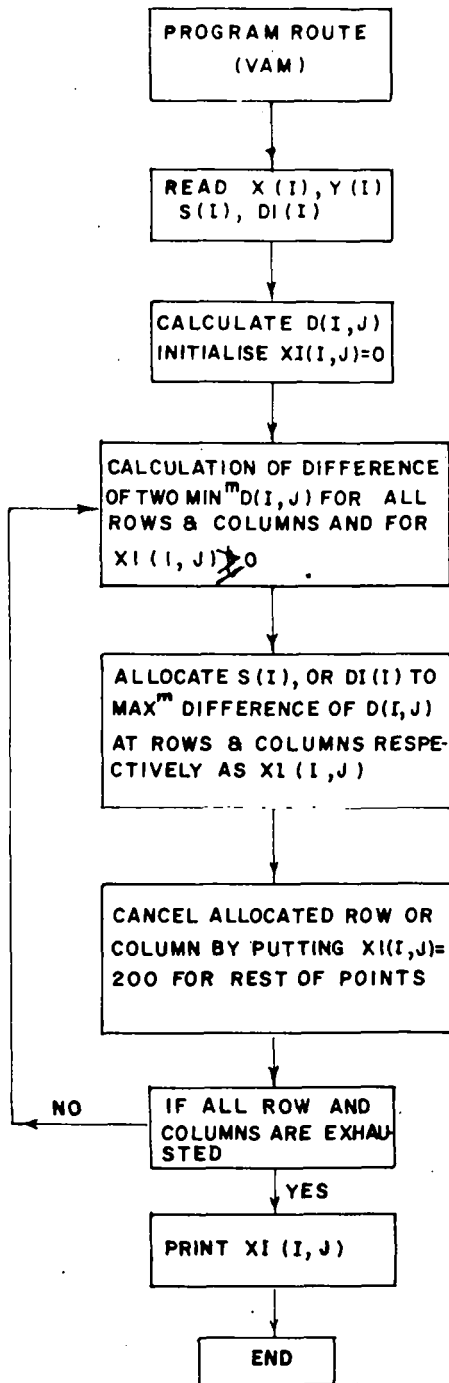 PROGRAM ROUTE
(VAM)
READ X(I), Y(I)
S(I), DI(I)
CALCULATE D(I,J)
INITIALISE XI(I,J)=0
CALCULATION OF DIFFERENCE
OF TWO MINᵐ D(I,J) FOR ALL
ROWS & COLUMNS AND FOR
XI(I,J) ≯ 0
ALLOCATE S(I), OR DI(I) TO
MAXᵐ DIFFERENCE OF D(I,J)
AT ROWS & COLUMNS RESPE-
CTIVELY AS XI(I,J)
CANCEL ALLOCATED ROW OR
COLUMN BY PUTTING XI(I,J)=
200 FOR REST OF POINTS
NO
IF ALL ROW AND
COLUMNS ARE EXHAU-
STED
YES
PRINT XI(I,J)
END